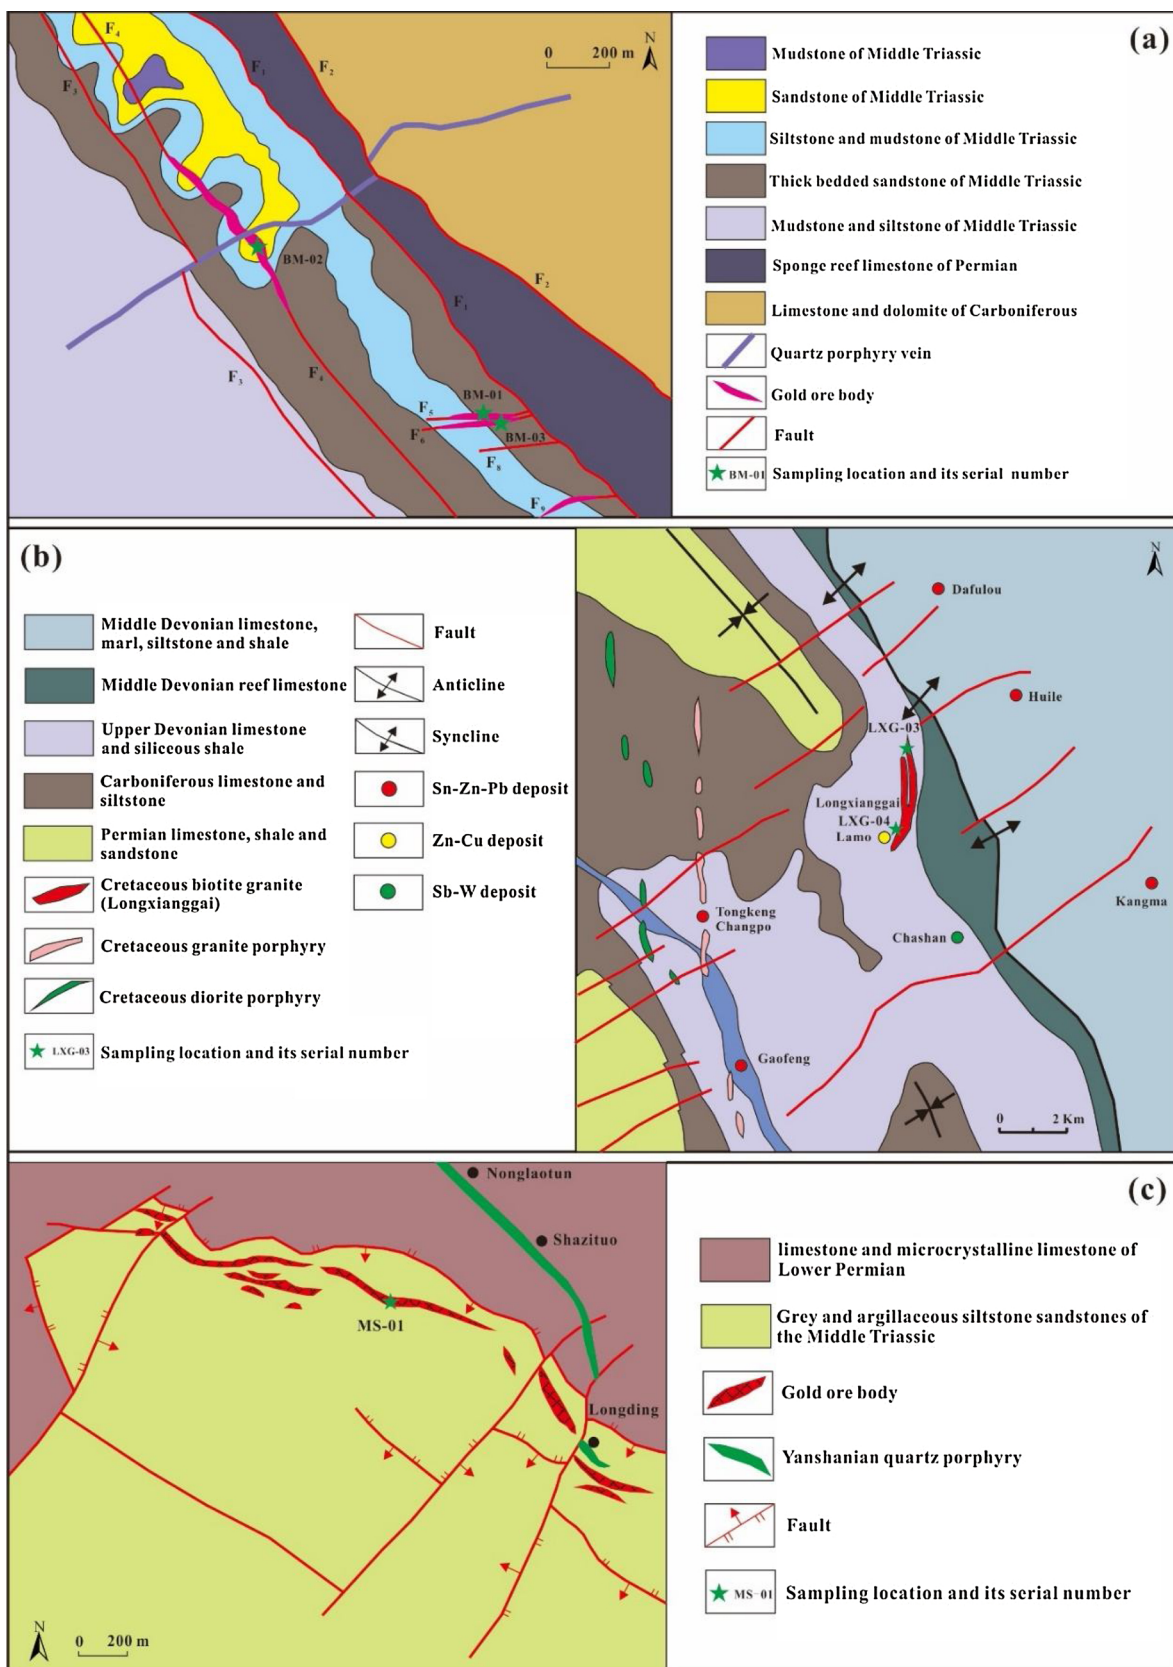 (a)
F4
F3
F1
F2
0 200 m
N
BM-02
F2
F1
F3
F4
BM-01
F5
F6
BM-03
F8
F9
Mudstone of Middle Triassic
Sandstone of Middle Triassic
Siltstone and mudstone of Middle Triassic
Thick bedded sandstone of Middle Triassic
Mudstone and siltstone of Middle Triassic
Sponge reef limestone of Permian
Limestone and dolomite of Carboniferous
Quartz porphyry vein
Gold ore body
Fault
BM-01 Sampling location and its serial number
(b)
Middle Devonian limestone,
marl, siltstone and shale
Middle Devonian reef limestone
Upper Devonian limestone
and siliceous shale
Carboniferous limestone and
siltstone
Permian limestone, shale and
sandstone
Cretaceous biotite granite
(Longxianggai)
Cretaceous granite porphyry
Cretaceous diorite porphyry
LXG-03 Sampling location and its serial number
Fault
Anticline
Syncline
Sn-Zn-Pb deposit
Zn-Cu deposit
Sb-W deposit
N
Dafulou
Huile
LXG-03
Longxianggai
LXG-04
Lamo
Kangma
Tongkeng
Changpo
Chashan
Gaofeng
0 2 Km
(c)
Nonglaotun
Shazituo
MS-01
Longding
N
0 200 m
limestone and microcrystalline limestone of
Lower Permian
Grey and argillaceous siltstone sandstones of
the Middle Triassic
Gold ore body
Yanshanian quartz porphyry
Fault
MS-01 Sampling location and its serial number